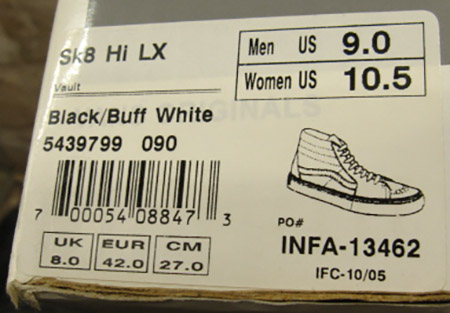 Sk8 Hi LX
Vault
Black/Buff White
5439799 090
Men US 9.0
Women US 10.5
ORIGINALS
7 00054 08847 3
UK EUR CM
8.0 42.0 27.0
PO#
INFA-13462
IFC-10/05